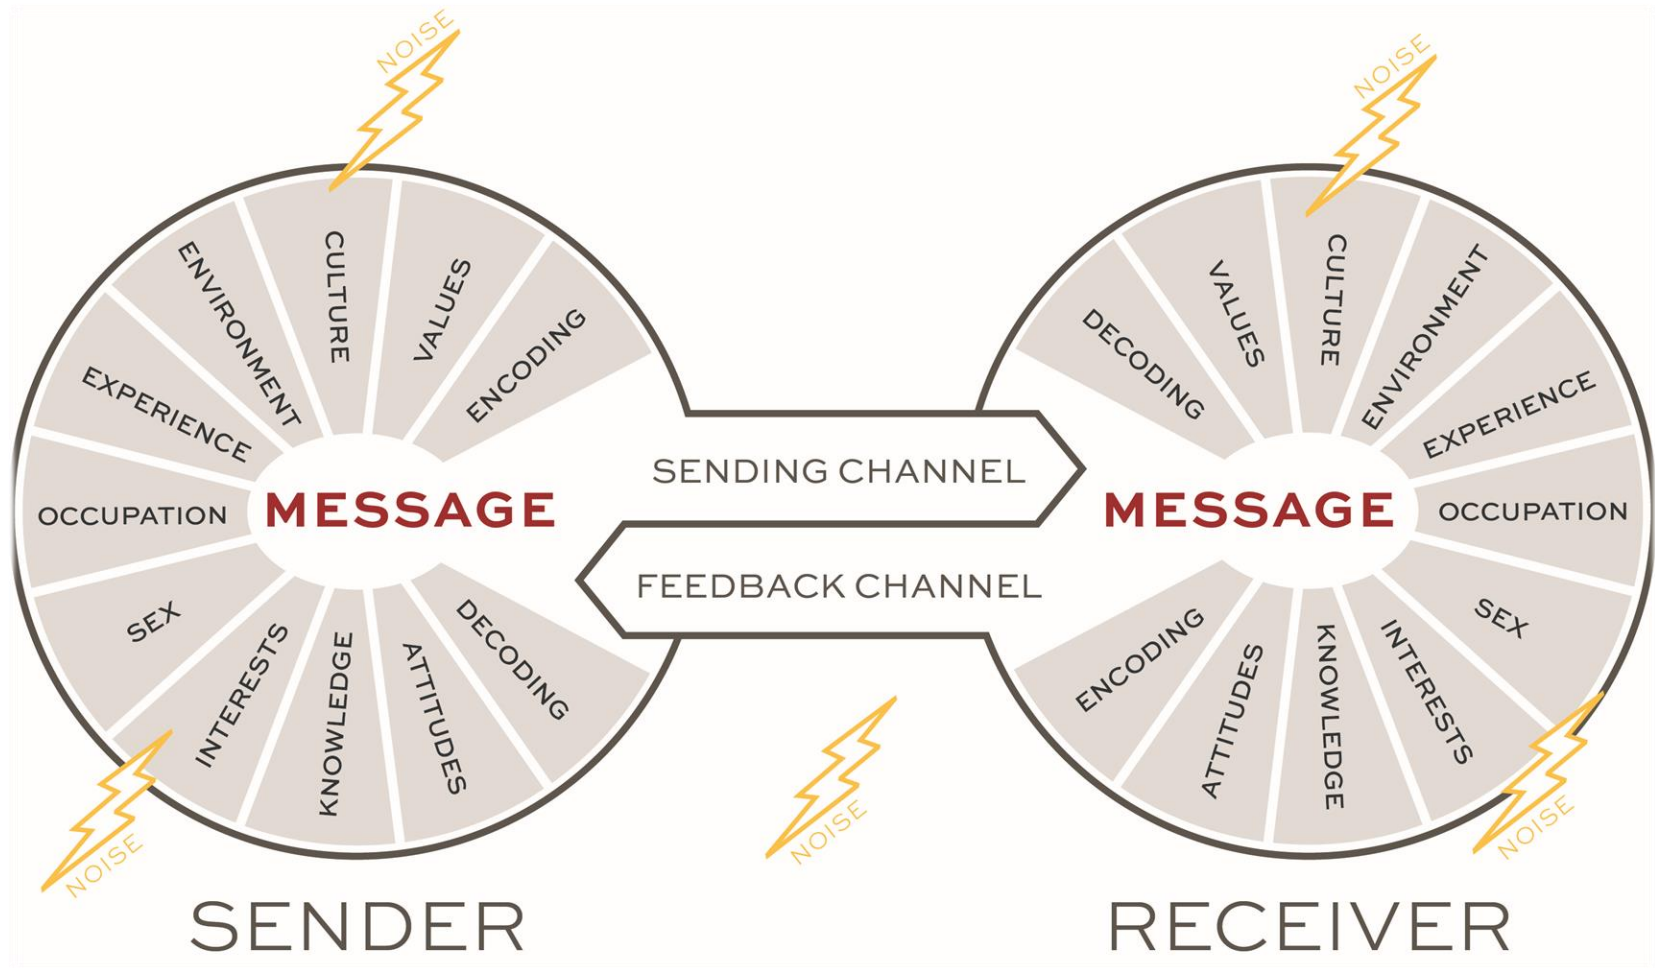 NOISE
NOISE
ENCODING
VALUES
CULTURE
ENVIRONMENT
EXPERIENCE
OCCUPATION
SEX
INTERESTS
KNOWLEDGE
ATTITUDES
DECODING
MESSAGE
SENDING CHANNEL
FEEDBACK CHANNEL
DECODING
VALUES
CULTURE
ENVIRONMENT
EXPERIENCE
OCCUPATION
SEX
INTERESTS
KNOWLEDGE
ATTITUDES
ENCODING
MESSAGE
NOISE
NOISE
NOISE
SENDER
RECEIVER